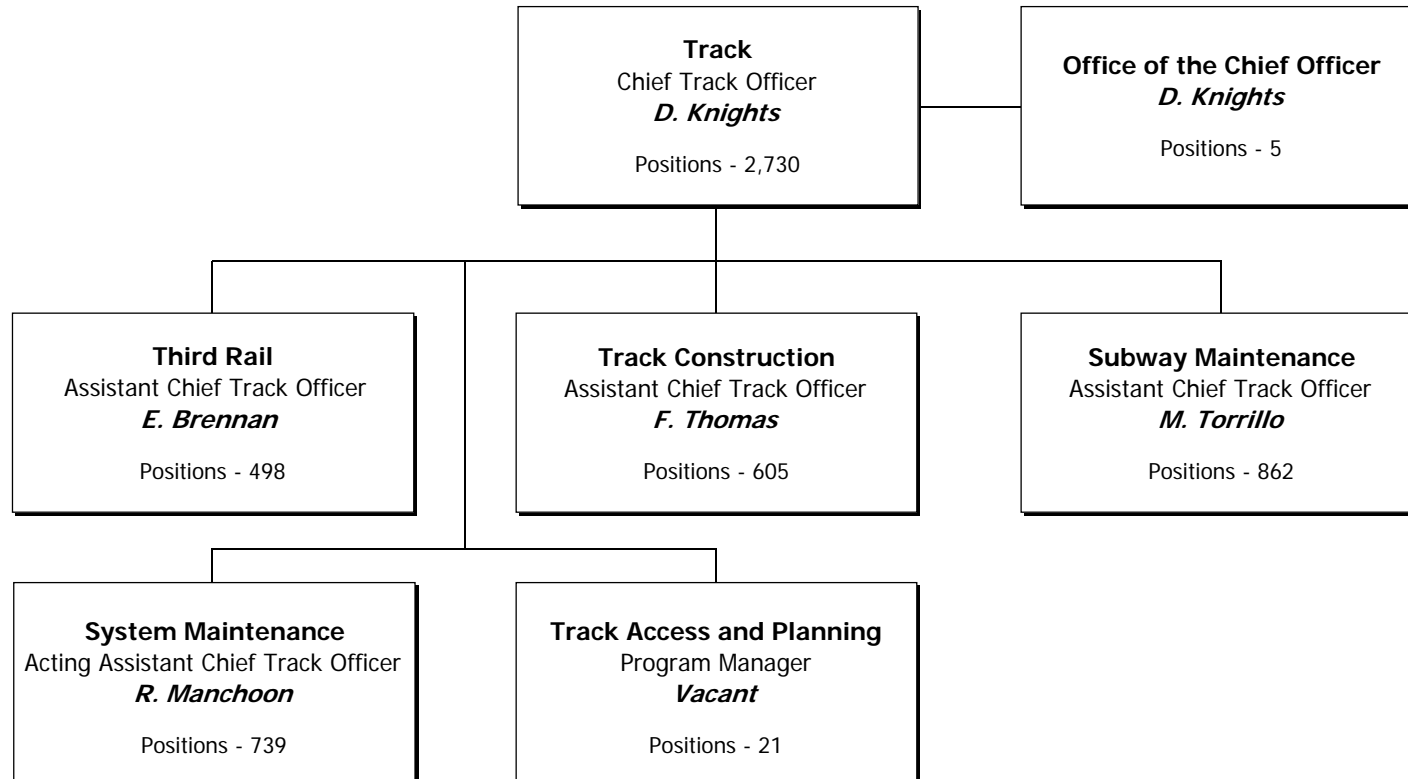 Track
Chief Track Officer
D. Knights
Positions - 2,730
Office of the Chief Officer
D. Knights
Positions - 5
Third Rail
Assistant Chief Track Officer
E. Brennan
Positions - 498
Track Construction
Assistant Chief Track Officer
F. Thomas
Positions - 605
Subway Maintenance
Assistant Chief Track Officer
M. Torrillo
Positions - 862
System Maintenance
Acting Assistant Chief Track Officer
R. Manchoon
Positions - 739
Track Access and Planning
Program Manager
Vacant
Positions - 21